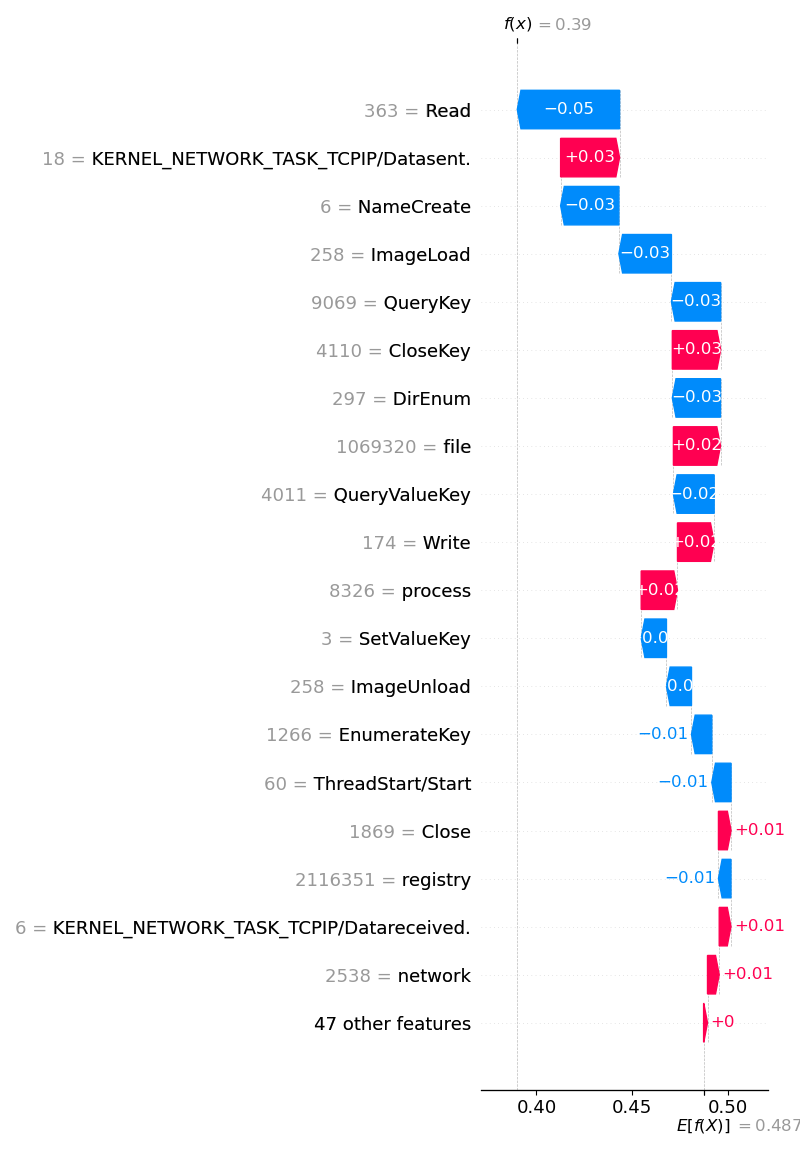 f(x) = 0.39
363 = Read −0.05
18 = KERNEL_NETWORK_TASK_TCPIP/Datasent. +0.03
6 = NameCreate −0.03
258 = ImageLoad −0.03
9069 = QueryKey −0.03
4110 = CloseKey +0.03
297 = DirEnum −0.03
1069320 = file +0.02
4011 = QueryValueKey −0.02
174 = Write +0.02
8326 = process +0.02
3 = SetValueKey 0.0
258 = ImageUnload 0.0
1266 = EnumerateKey −0.01
60 = ThreadStart/Start −0.01
1869 = Close +0.01
2116351 = registry −0.01
6 = KERNEL_NETWORK_TASK_TCPIP/Datareceived. +0.01
2538 = network +0.01
47 other features +0
0.40 0.45 0.50
E[f(X)] = 0.487